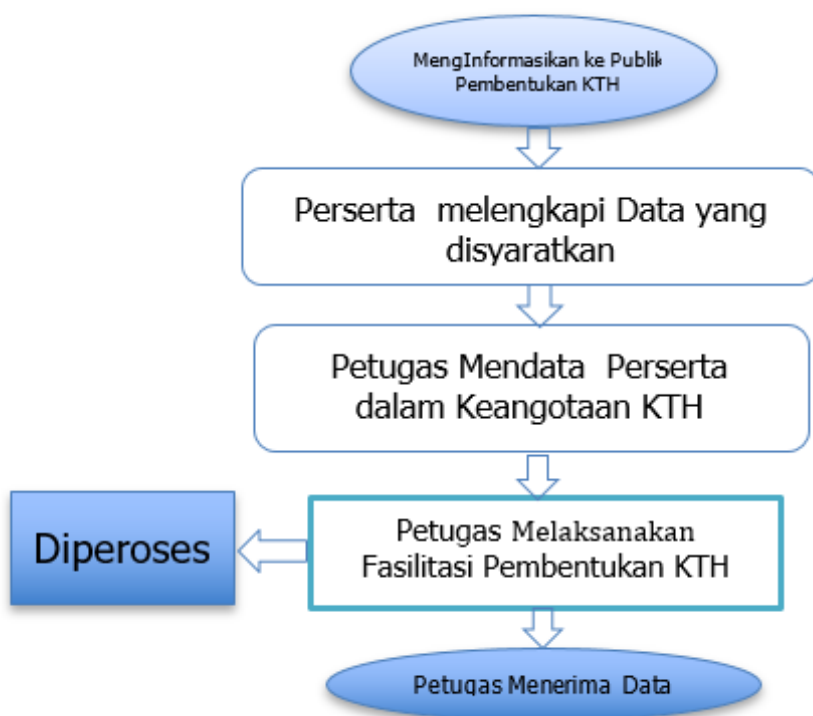 MengInformasikan ke Publik
Pembentukan KTH
Perserta melengkapi Data yang
disyaratkan
Petugas Mendata Perserta
dalam Keangotaan KTH
Diperoses
Petugas Melaksanakan
Fasilitasi Pembentukan KTH
Petugas Menerima Data